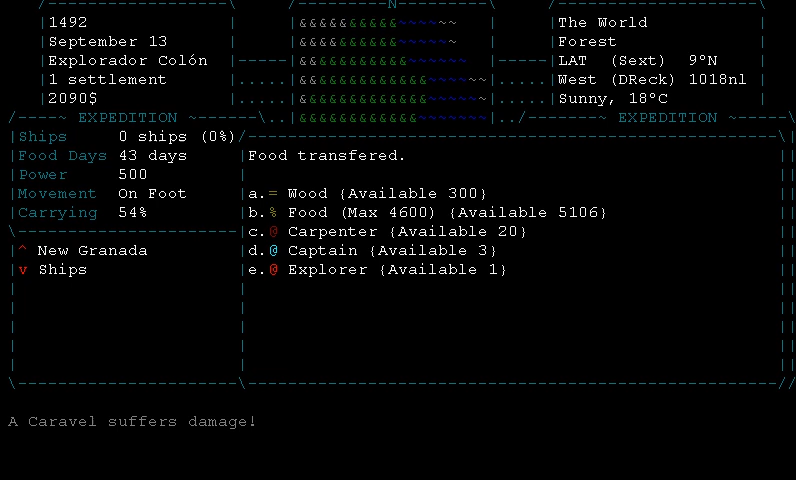 N
1492
September 13
Explorador Colón
1 settlement
2090$
The World
Forest
LAT (Sext) 9ºN
West (DReck) 1018nl
Sunny, 18ºC
EXPEDITION
EXPEDITION
Ships 0 ships (0%)
Food Days 43 days
Power 500
Movement On Foot
Carrying 54%
^ New Granada
v Ships
Food transfered.
a.= Wood {Available 300}
b.% Food (Max 4600) {Available 5106}
c.@ Carpenter {Available 20}
d.@ Captain {Available 3}
e.@ Explorer {Available 1}
A Caravel suffers damage!